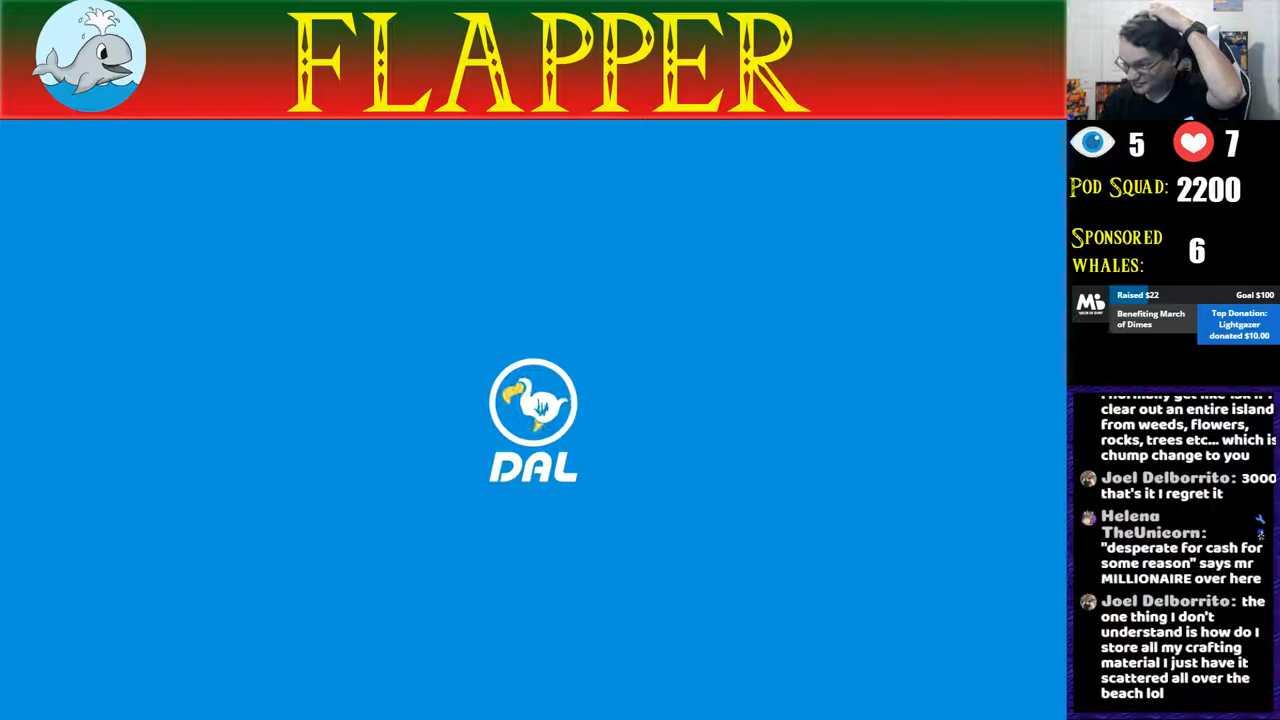 FLAPPER
5 7
Pod Squad: 2200
Sponsored
whales: 6
Raised $22 Goal $100
Benefiting March
of Dimes
Top Donation:
Lightgazer
donated $10.00
DAL
clear out an entire island
from weeds, flowers,
rocks, trees etc... which is
chump change to you
Joel Delborrito: 3000
that's it I regret it
Helena
TheUnicorn:
"desperate for cash for
some reason" says mr
MILLIONAIRE over here
Joel Delborrito: the
one thing I don't
understand is how do I
store all my crafting
material I just have it
scattered all over the
beach lol